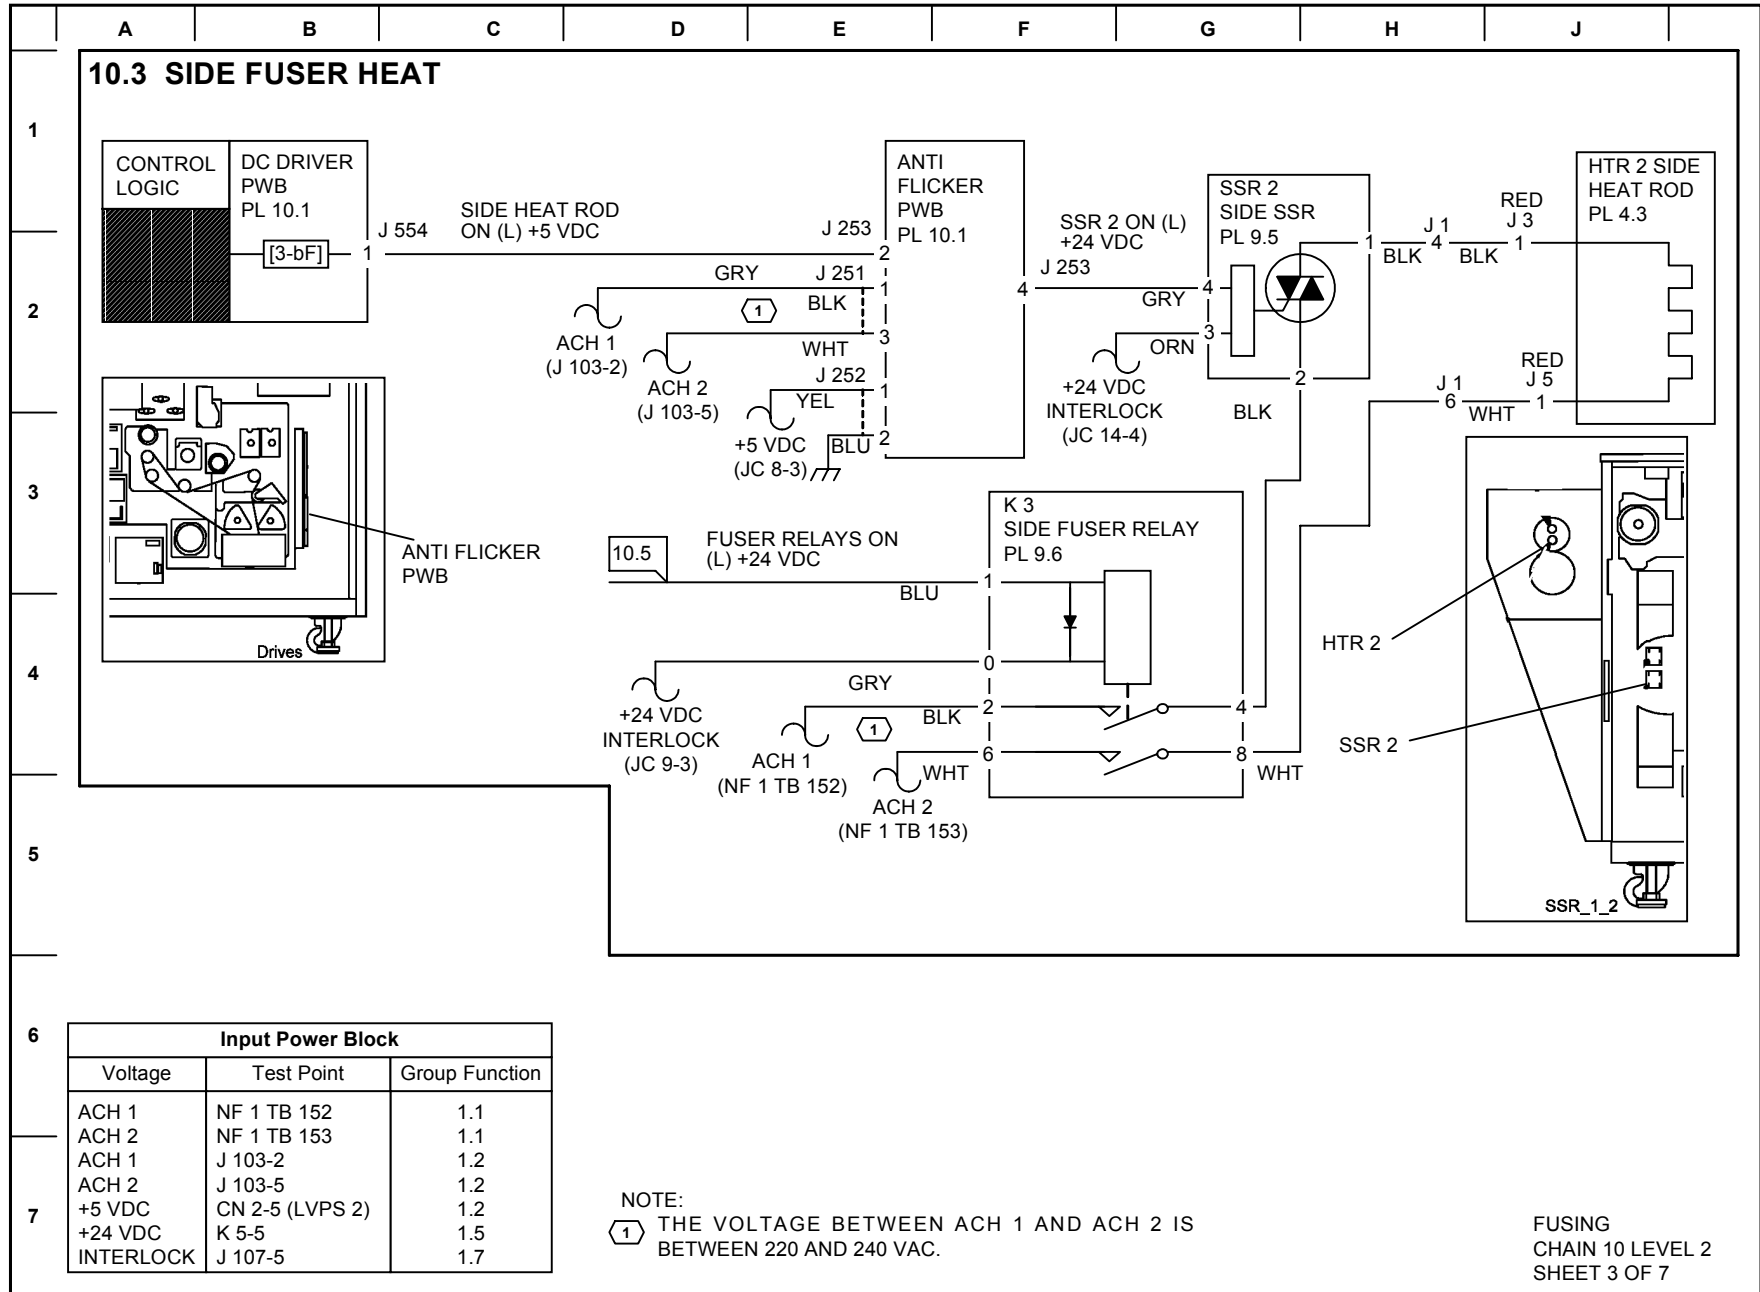 A B C D E F G H J
10.3 SIDE FUSER HEAT
1
2
3
4
5
6
7
CONTROL
LOGIC
DC DRIVER
PWB
PL 10.1
[3-bF]
1
J 554
SIDE HEAT ROD
ON (L) +5 VDC
J 253
2
ANTI
FLICKER
PWB
PL 10.1
GRY
J 251
1
BLK
1
ACH 1
(J 103-2)
WHT
3
ACH 2
(J 103-5)
J 252
1
YEL
+5 VDC
(JC 8-3)
BLU
2
SSR 2 ON (L)
+24 VDC
J 253
4
GRY
4
3
ORN
+24 VDC
INTERLOCK
(JC 14-4)
SSR 2
SIDE SSR
PL 9.5
1
2
BLK
J 1
4
BLK
BLK
RED
J 3
1
HTR 2 SIDE
HEAT ROD
PL 4.3
J 1
6
WHT
RED
J 5
1
ANTI FLICKER
PWB
Drives
10.5
FUSER RELAYS ON
(L) +24 VDC
BLU
1
K 3
SIDE FUSER RELAY
PL 9.6
0
GRY
+24 VDC
INTERLOCK
(JC 9-3)
2
BLK
1
ACH 1
(NF 1 TB 152)
6
WHT
ACH 2
(NF 1 TB 153)
4
8
WHT
HTR 2
SSR 2
SSR_1_2
Input Power Block
Voltage Test Point Group Function
ACH 1 NF 1 TB 152 1.1
ACH 2 NF 1 TB 153 1.1
ACH 1 J 103-2 1.2
ACH 2 J 103-5 1.2
+5 VDC CN 2-5 (LVPS 2) 1.2
+24 VDC K 5-5 1.5
INTERLOCK J 107-5 1.7
NOTE:
1 THE VOLTAGE BETWEEN ACH 1 AND ACH 2 IS
BETWEEN 220 AND 240 VAC.
FUSING
CHAIN 10 LEVEL 2
SHEET 3 OF 7